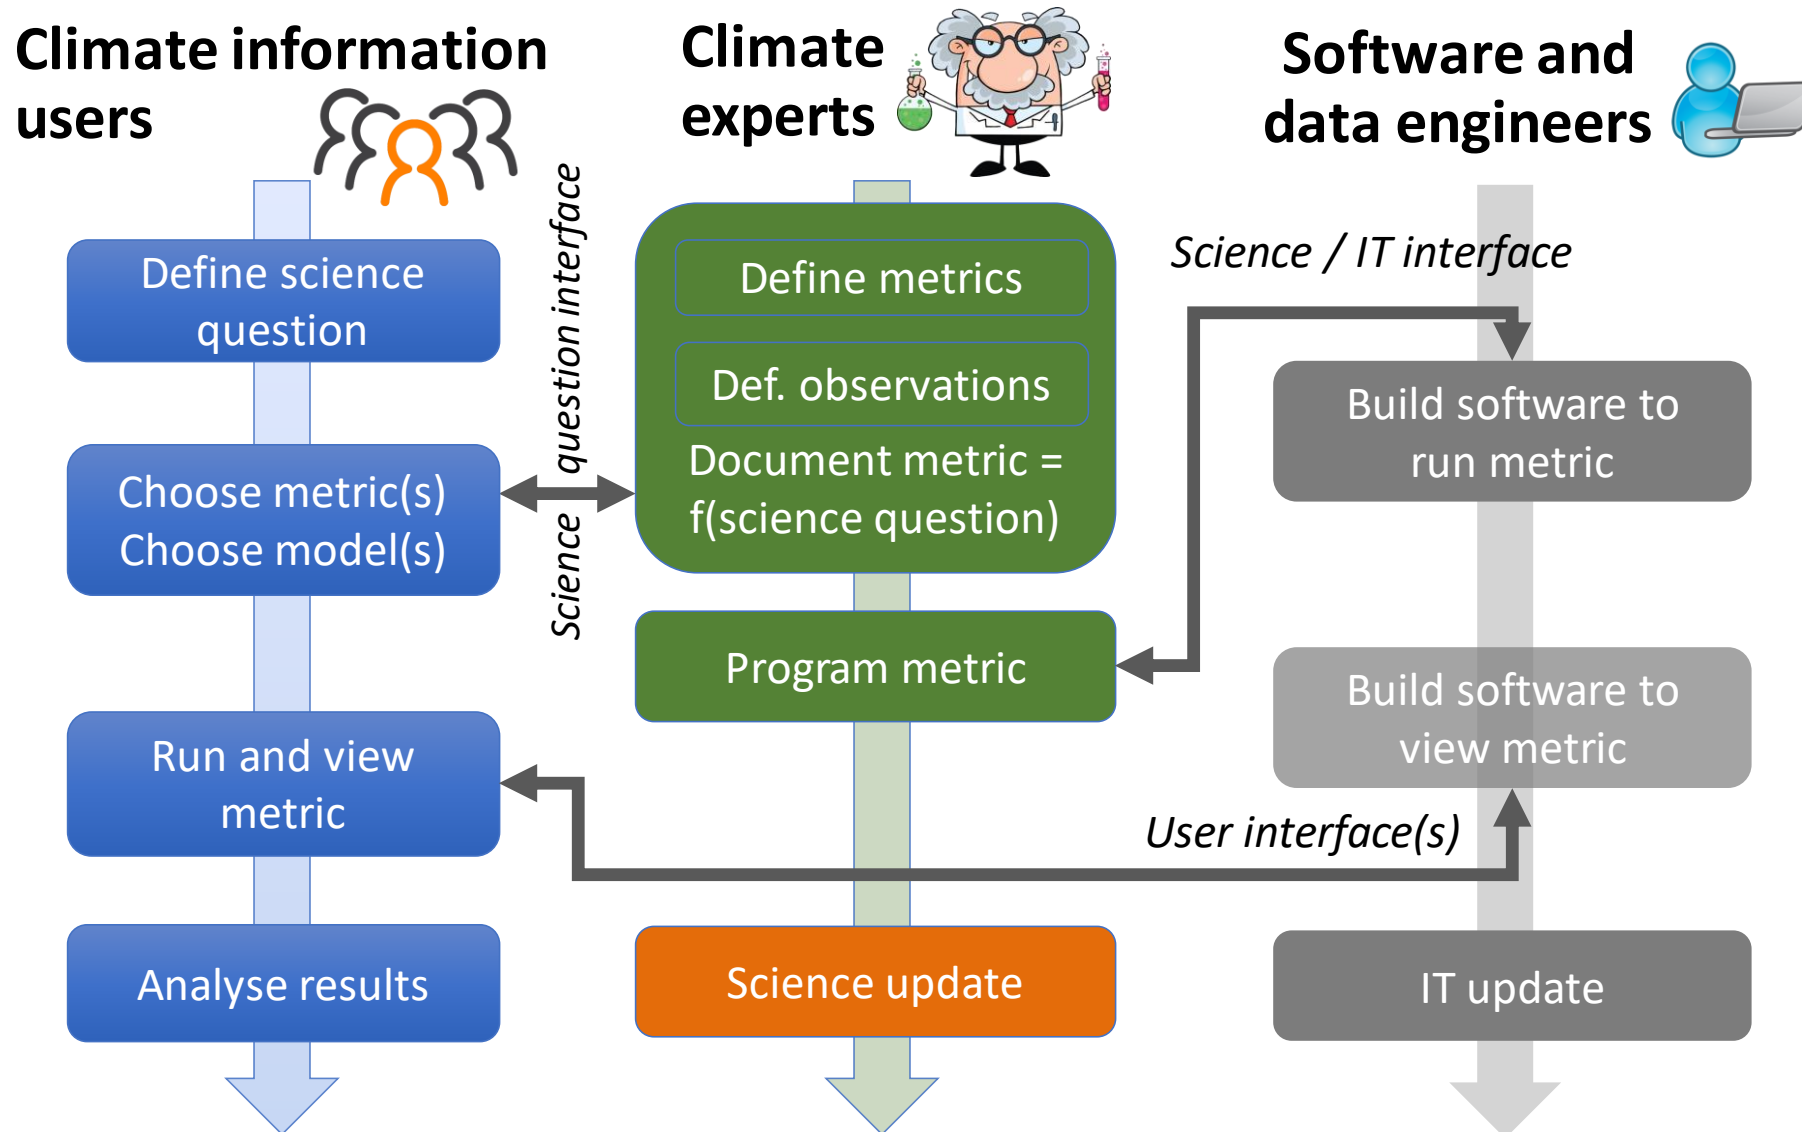 Climate information
users
Climate
experts
Software and
data engineers
Define science
question
Choose metric(s)
Choose model(s)
Run and view
metric
Analyse results
Science question interface
Define metrics
Def. observations
Document metric =
f(science question)
Program metric
Science update
Science / IT interface
Build software to
run metric
Build software to
view metric
User interface(s)
IT update